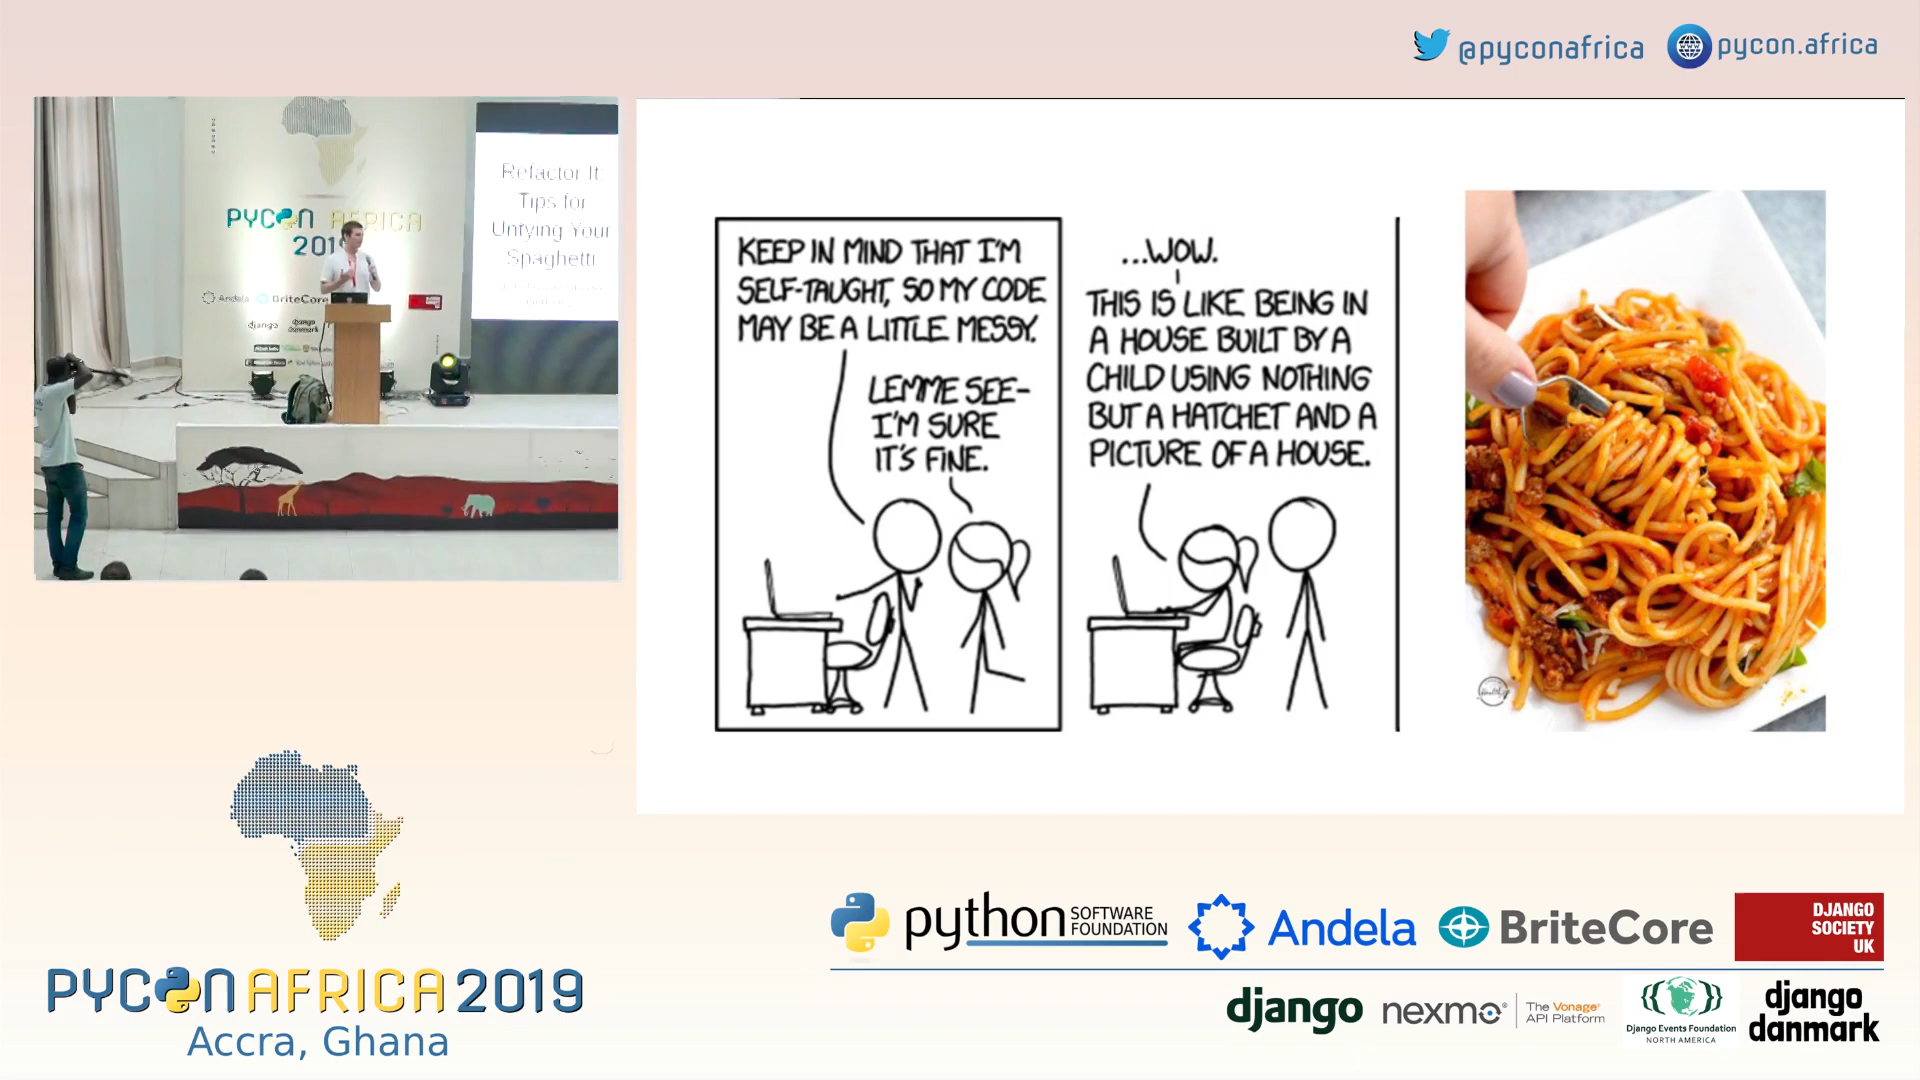 @pyconafrica
pycon.africa
PYCON AFRICA
2019
Andela
BriteCore
django
django
danmark
Refactor It:
Tips for
Untying Your
Spaghetti
KEEP IN MIND THAT I'M
SELF-TAUGHT, SO MY CODE
MAY BE A LITTLE MESSY.
LEMME SEE-
I'M SURE
IT'S FINE.
...WOW.
THIS IS LIKE BEING IN
A HOUSE BUILT BY A
CHILD USING NOTHING
BUT A HATCHET AND A
PICTURE OF A HOUSE.
PYCON AFRICA 2019
Accra, Ghana
python SOFTWARE
FOUNDATION
Andela
BriteCore
DJANGO
SOCIETY
UK
django
nexmo
The Vonage®
API Platform
Django Events Foundation
NORTH AMERICA
django
danmark